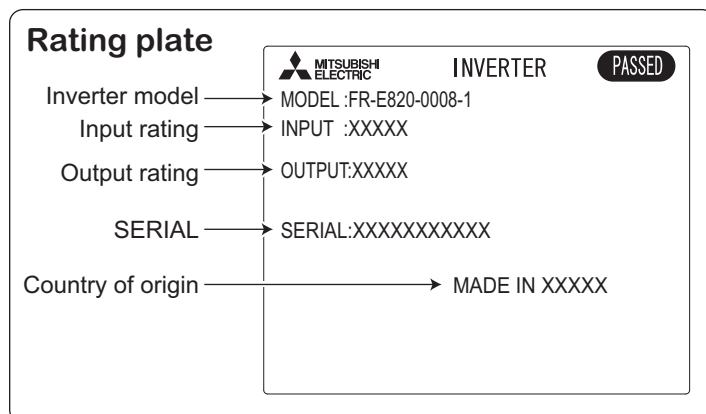 Rating plate
MITSUBISHI
ELECTRIC
INVERTER
PASSED
Inverter model
MODEL :FR-E820-0008-1
Input rating
INPUT :XXXXX
Output rating
OUTPUT:XXXXX
SERIAL
SERIAL:XXXXXXXXXXX
Country of origin
MADE IN XXXXX